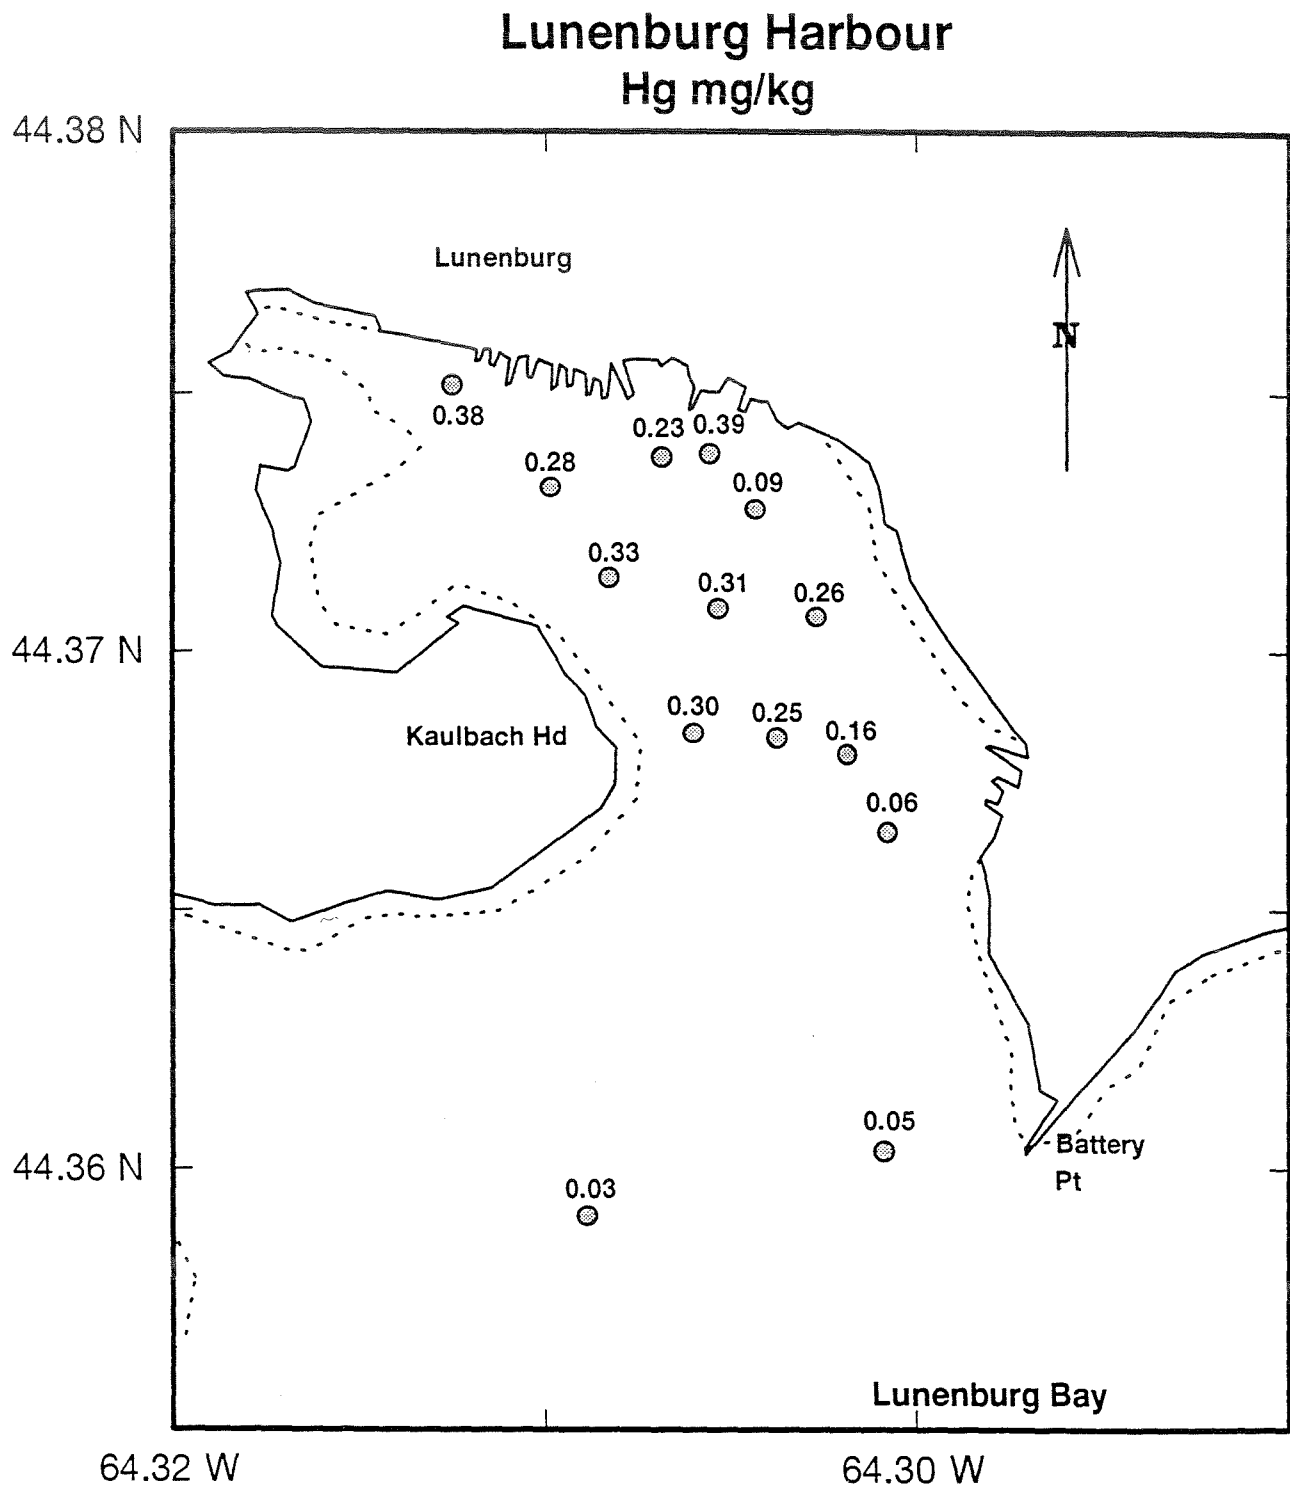 Lunenburg Harbour
Hg mg/kg
44.38 N
Lunenburg
N
0.38
0.23 0.39
0.28
0.09
0.33
0.31
0.26
44.37 N
0.30
0.25
0.16
Kaulbach Hd
0.06
0.05
Battery
Pt
44.36 N
0.03
Lunenburg Bay
64.32 W
64.30 W